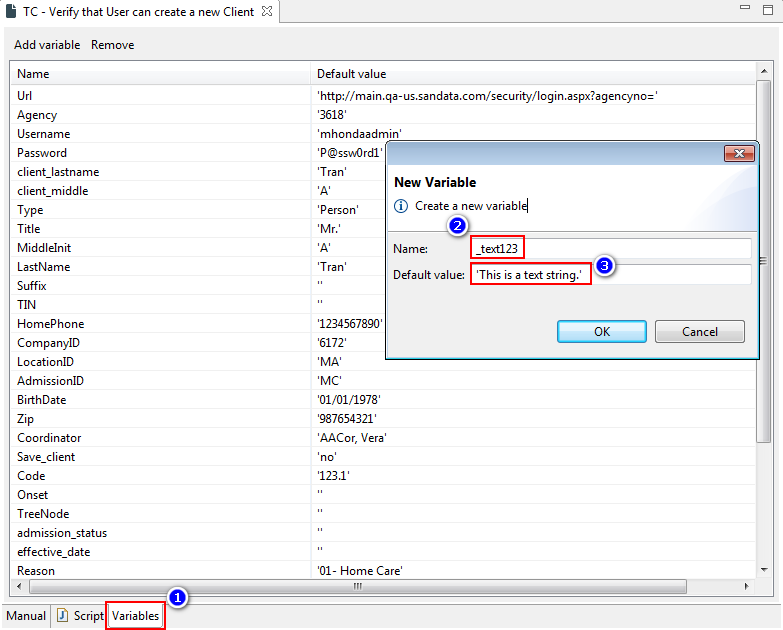 TC - Verify that User can create a new Client
Add variable Remove
Name Default value
Url 'http://main.qa-us.sandata.com/security/login.aspx?agencyno='
Agency '3618'
Username 'mhondaadmin'
Password 'P@ssw0rd1'
client_lastname 'Tran'
client_middle 'A'
Type 'Person'
Title 'Mr.'
MiddleInit 'A'
LastName 'Tran'
Suffix ''
TIN ''
HomePhone '1234567890'
CompanyID '6172'
LocationID 'MA'
AdmissionID 'MC'
BirthDate '01/01/1978'
Zip '987654321'
Coordinator 'AACor, Vera'
Save_client 'no'
Code '123.1'
Onset ''
TreeNode ''
admission_status ''
effective_date ''
Reason '01- Home Care'
New Variable
Create a new variable
2
Name: _text123
Default value: 'This is a text string.' 3
OK Cancel
1
Manual Script Variables